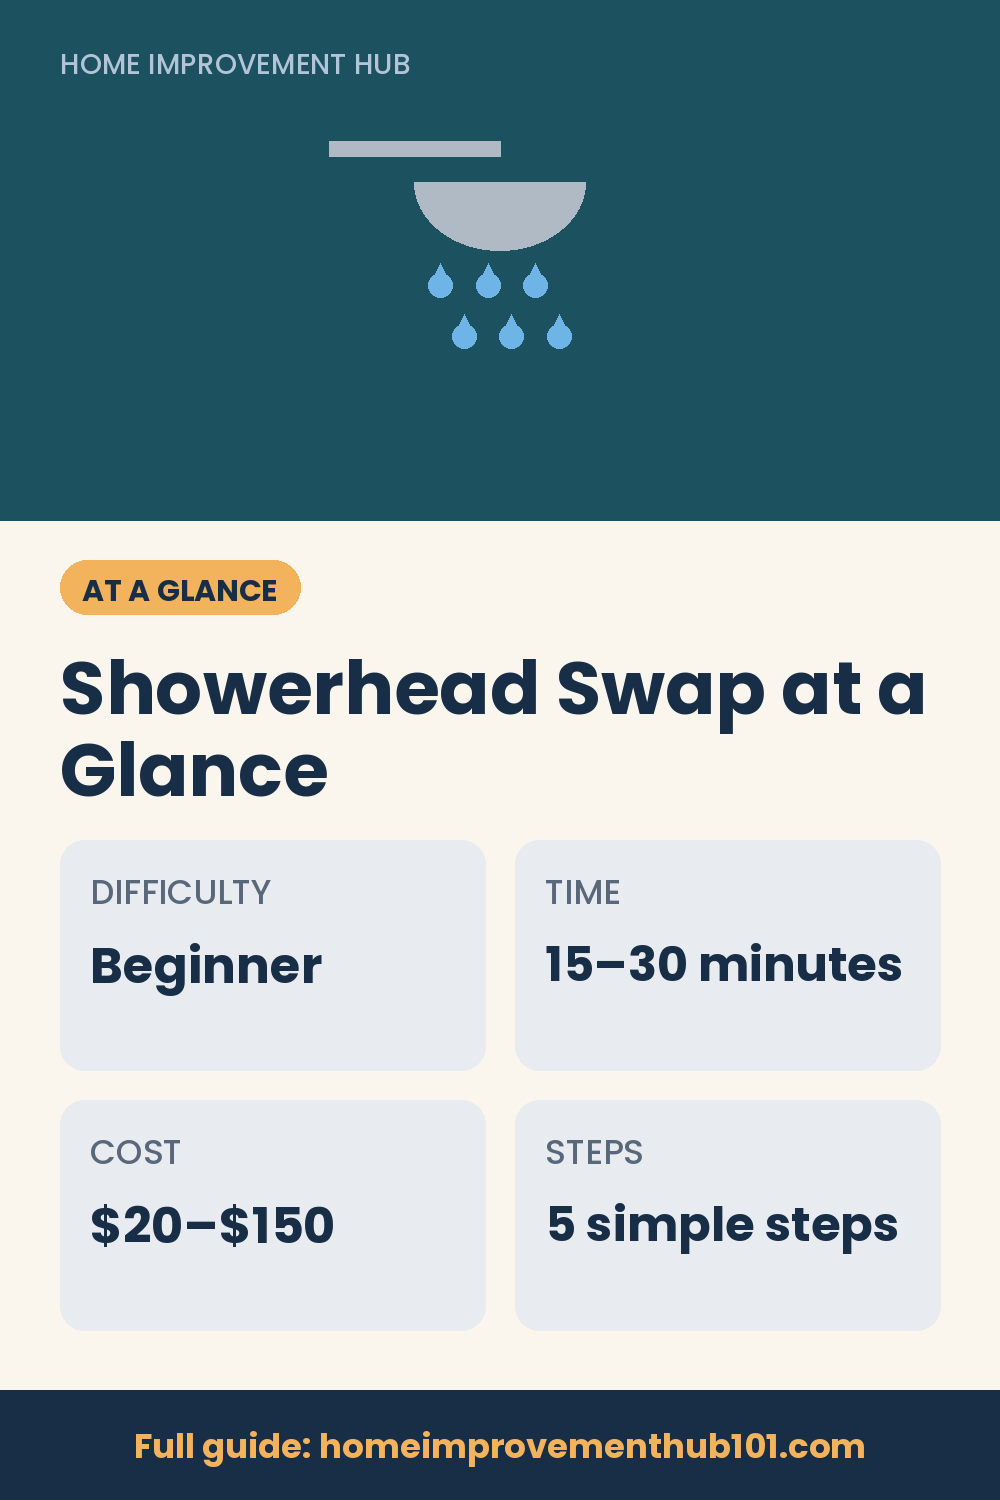 HOME IMPROVEMENT HUB
AT A GLANCE
Showerhead Swap at a
Glance
DIFFICULTY
Beginner
TIME
15–30 minutes
COST
$20–$150
STEPS
5 simple steps
Full guide: homeimprovementhub101.com